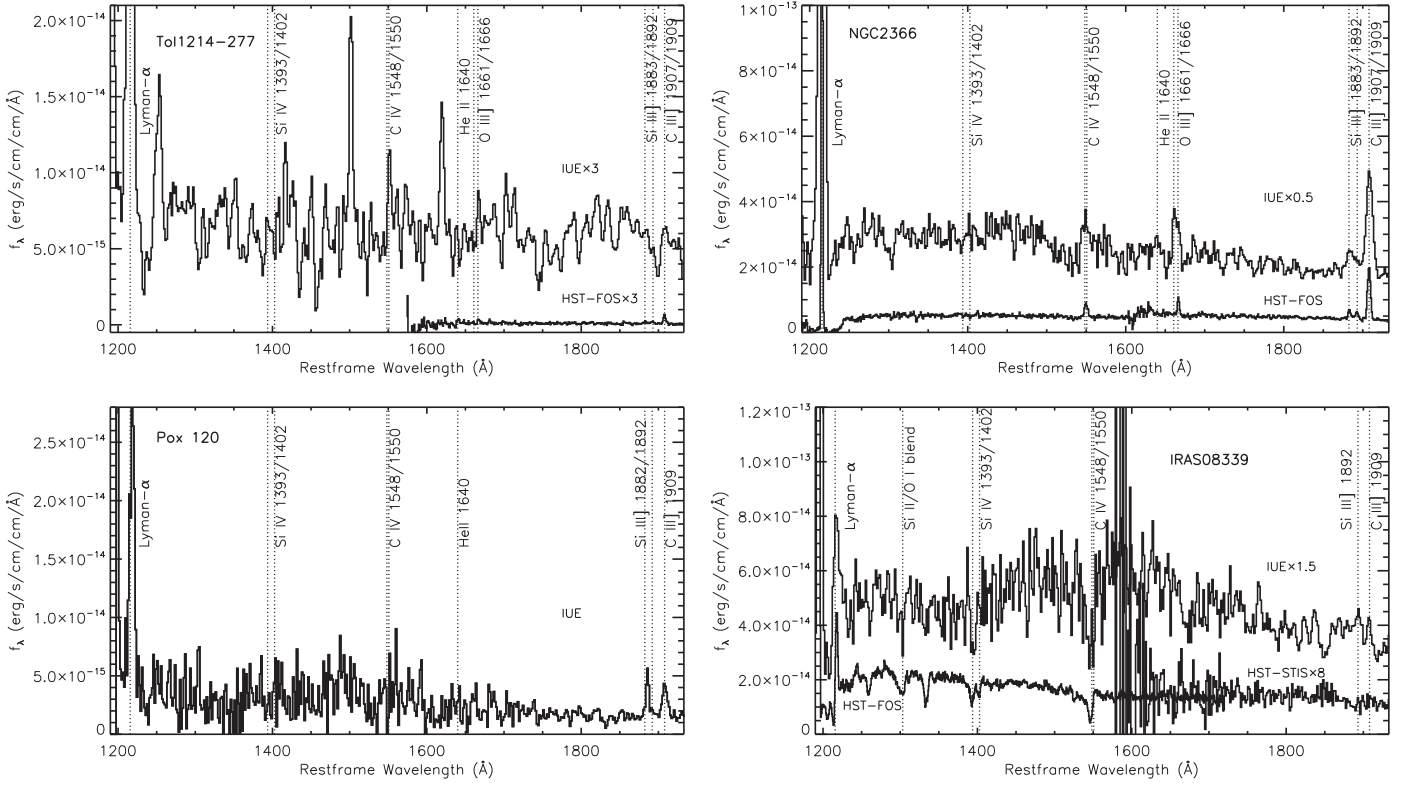 2.0×10⁻¹⁴
1.5×10⁻¹⁴
1.0×10⁻¹⁴
5.0×10⁻¹⁵
0
fλ (erg/s/cm/cm/Å)
Tol1214−277
Lyman−α
Si IV 1393/1402
C IV 1548/1550
He II 1640
O III] 1661/1666
Si III] 1883/1892
C III] 1907/1909
IUE×3
HST−FOS×3
1200 1400 1600 1800
Restframe Wavelength (Å)
1×10⁻¹³
8×10⁻¹⁴
6×10⁻¹⁴
4×10⁻¹⁴
2×10⁻¹⁴
0
fλ (erg/s/cm/cm/Å)
NGC2366
Lyman−α
Si IV 1393/1402
C IV 1548/1550
He II 1640
O III] 1661/1666
Si III] 1883/1892
C III] 1907/1909
IUE×0.5
HST−FOS
1200 1400 1600 1800
Restframe Wavelength (Å)
2.5×10⁻¹⁴
2.0×10⁻¹⁴
1.5×10⁻¹⁴
1.0×10⁻¹⁴
5.0×10⁻¹⁵
0
fλ (erg/s/cm/cm/Å)
Pox 120
Lyman−α
Si IV 1393/1402
C IV 1548/1550
HeII 1640
Si III] 1882/1892
C III] 1909
IUE
1200 1400 1600 1800
Restframe Wavelength (Å)
1.2×10⁻¹³
1.0×10⁻¹³
8.0×10⁻¹⁴
6.0×10⁻¹⁴
4.0×10⁻¹⁴
2.0×10⁻¹⁴
0
fλ (erg/s/cm/cm/Å)
IRAS08339
Lyman−α
Si II/O I blend
Si IV 1393/1402
C IV 1548/1550
Si III] 1892
C III] 1909
IUE×1.5
HST−STIS×8
HST−FOS
1200 1400 1600 1800
Restframe Wavelength (Å)